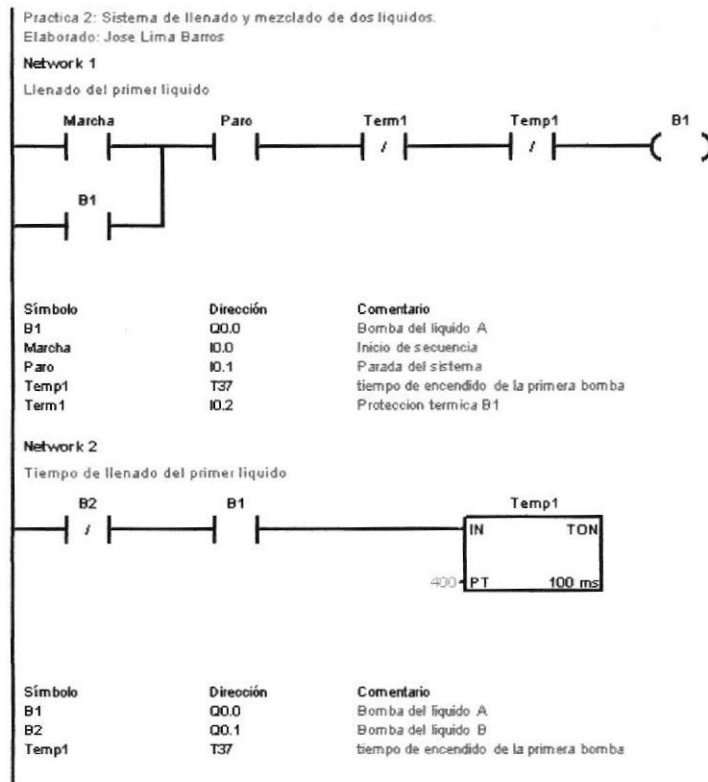 Practica 2: Sistema de llenado y mezclado de dos liquidos.
Elaborado: Jose Lima Barros
Network 1
Llenado del primer liquido
Marcha Paro Term1 Temp1 B1
/ /
B1
Símbolo Dirección Comentario
B1 Q0.0 Bomba del liquido A
Marcha I0.0 Inicio de secuencia
Paro I0.1 Parada del sistema
Temp1 T37 tiempo de encendido de la primera bomba
Term1 I0.2 Proteccion termica B1
Network 2
Tiempo de llenado del primer liquido
B2 B1 Temp1
/ IN TON
400 PT 100 ms
Símbolo Dirección Comentario
B1 Q0.0 Bomba del liquido A
B2 Q0.1 Bomba del liquido B
Temp1 T37 tiempo de encendido de la primera bomba